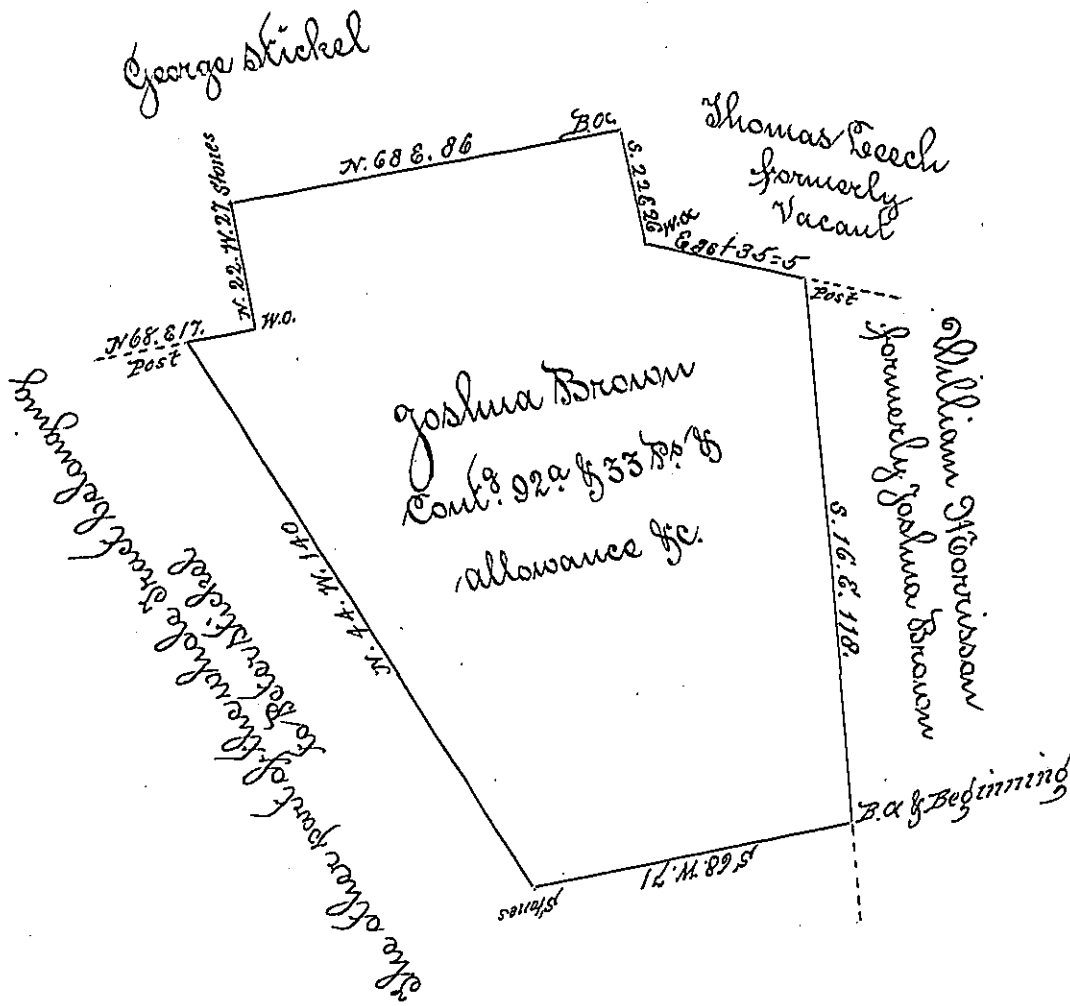 George Stickel
Stones
N. 68 E. 86
B.O.
S. 22 E 26
Thomas Leech
formerly
Vacant
W.O.
East 35=5
Post
N. 22. W. 27
N 68. E 17.
W.O.
Post
William Morrisson
formerly Joshua Brown
Joshua Brown
Cont.g 92a & 33 Ps &
allowance &c.
S. 16. E. 118.
N. 44. W. 140
The other part of the whole tract belonging
to Peter Stickel
B.O & Beginning
S 68. W. 71
Stones